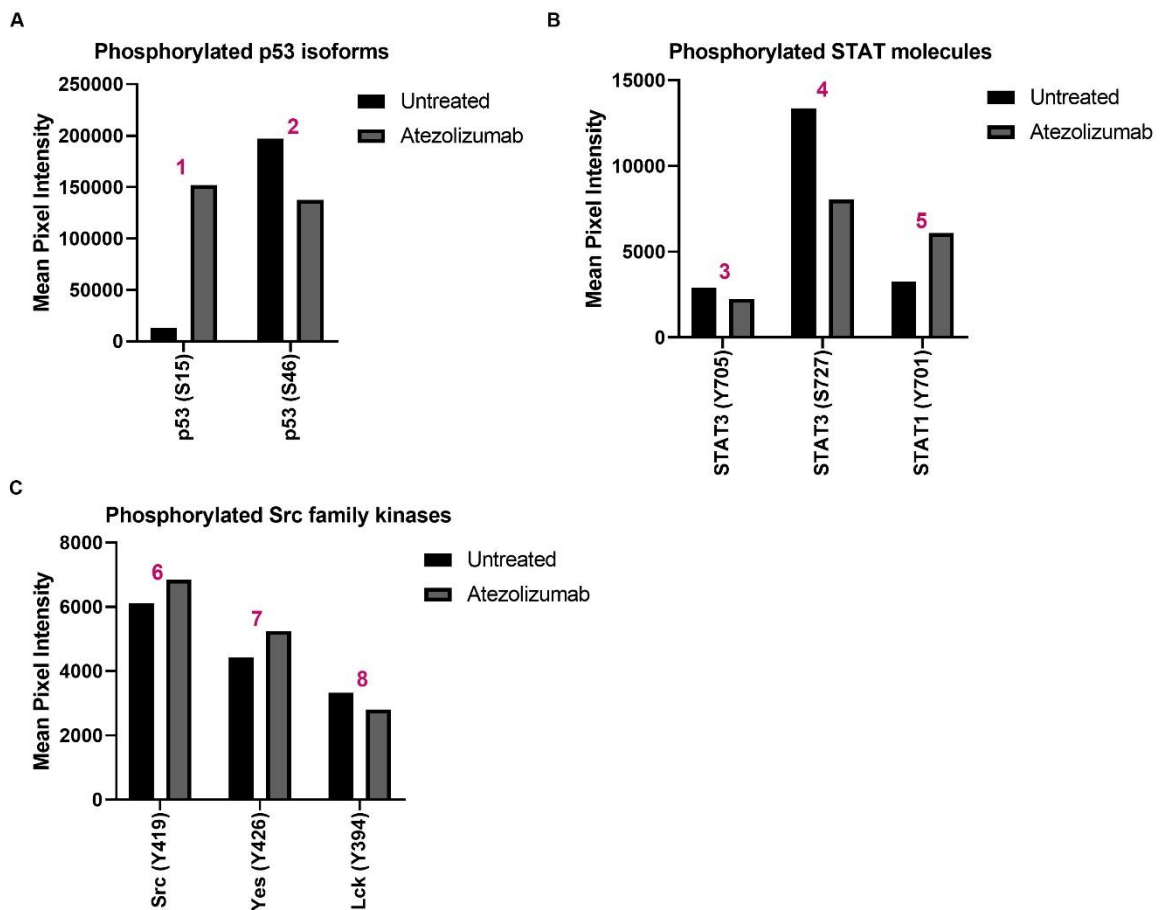 A
Phosphorylated p53 isoforms
Mean Pixel Intensity
250000
200000
150000
100000
50000
0
1
2
p53 (S15)
p53 (S46)
Untreated
Atezolizumab
B
Phosphorylated STAT molecules
Mean Pixel Intensity
15000
10000
5000
0
3
4
5
STAT3 (Y705)
STAT3 (S727)
STAT1 (Y701)
Untreated
Atezolizumab
C
Phosphorylated Src family kinases
Mean Pixel Intensity
8000
6000
4000
2000
0
6
7
8
Src (Y419)
Yes (Y426)
Lck (Y394)
Untreated
Atezolizumab